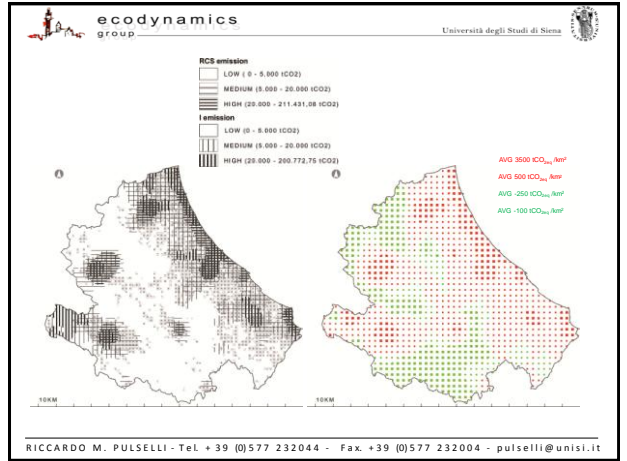 ecodynamics
group
Università degli Studi di Siena
RCS emission
LOW ( 0 - 5.000 tCO2)
MEDIUM (5.000 - 20.000 tCO2)
HIGH (20.000 - 211.431,08 tCO2)
I emission
LOW (0 - 5.000 tCO2)
MEDIUM (5.000 - 20.000 tCO2)
HIGH (20.000 - 200.772,75 tCO2)
AVG 3500 tCO2eq /km²
AVG 500 tCO2eq /km²
AVG -250 tCO2eq /km²
AVG -100 tCO2eq /km²
10KM
10KM
RICCARDO M. PULSELLI - Tel. +39 (0)577 232044 - Fax. +39 (0)577 232004 - pulselli@unisi.it